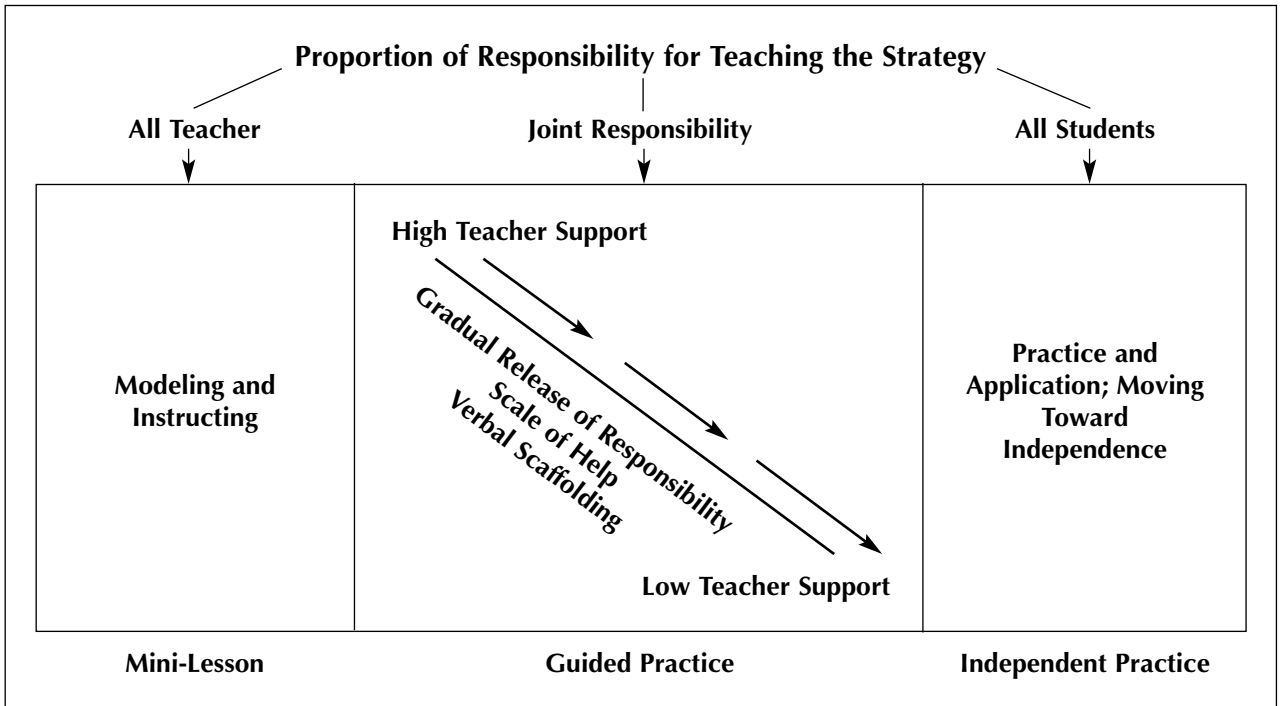 Proportion of Responsibility for Teaching the Strategy
All Teacher
Joint Responsibility
All Students
Modeling and
Instructing
High Teacher Support
Gradual Release of Responsibility
Scale of Help
Verbal Scaffolding
Low Teacher Support
Practice and
Application; Moving
Toward
Independence
Mini-Lesson
Guided Practice
Independent Practice